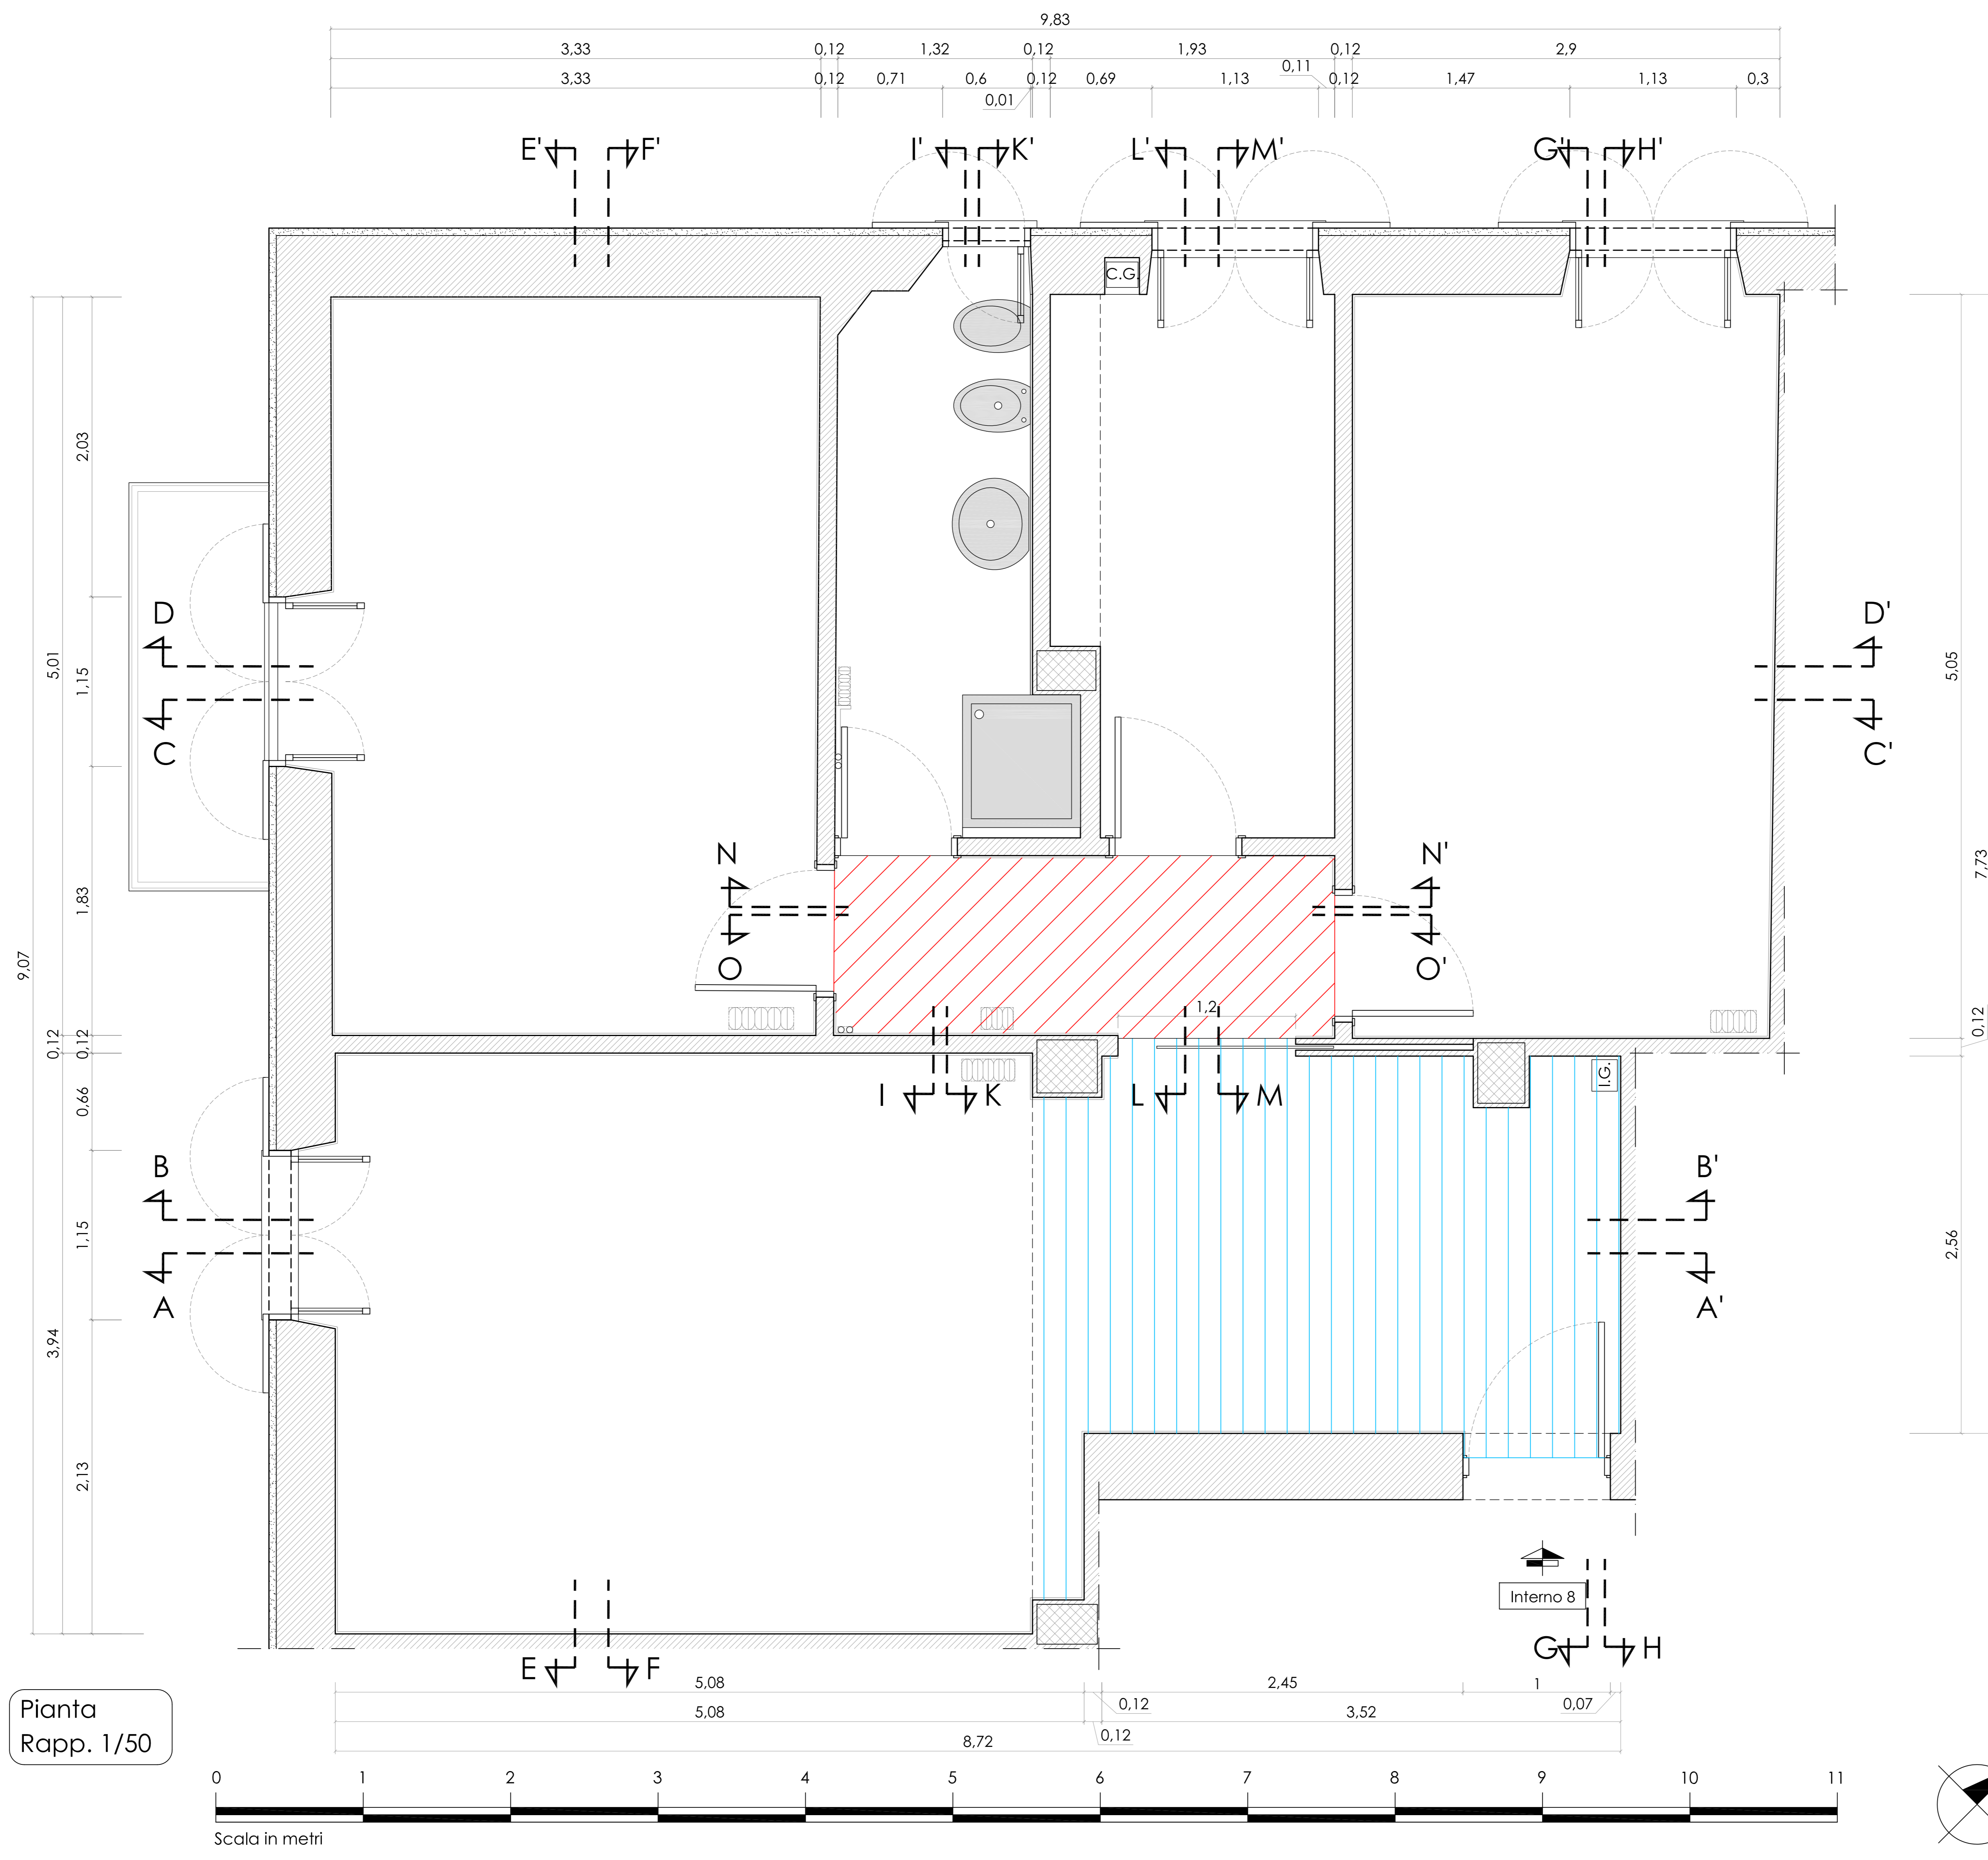 9,83
3,33 0,12 1,32 0,12 1,93 0,12 2,9
3,33 0,12 0,71 0,6 0,12 0,69 1,13 0,11 0,12 1,47 1,13 0,3
0,01
E' F' I' K' L' M' G' H'
C.G.
2,03
5,01
1,15
1,83
9,07
0,12
0,12
0,66
1,15
3,94
2,13
D
C
D'
C'
5,05
7,73
0,12
2,56
N
O
N'
O'
1,2
I K L M
I.G.
B
A
B'
A'
Interno 8
E F G H
5,08 2,45 1
0,12 0,07
5,08 3,52
0,12
8,72
Pianta
Rapp. 1/50
0 1 2 3 4 5 6 7 8 9 10 11
Scala in metri